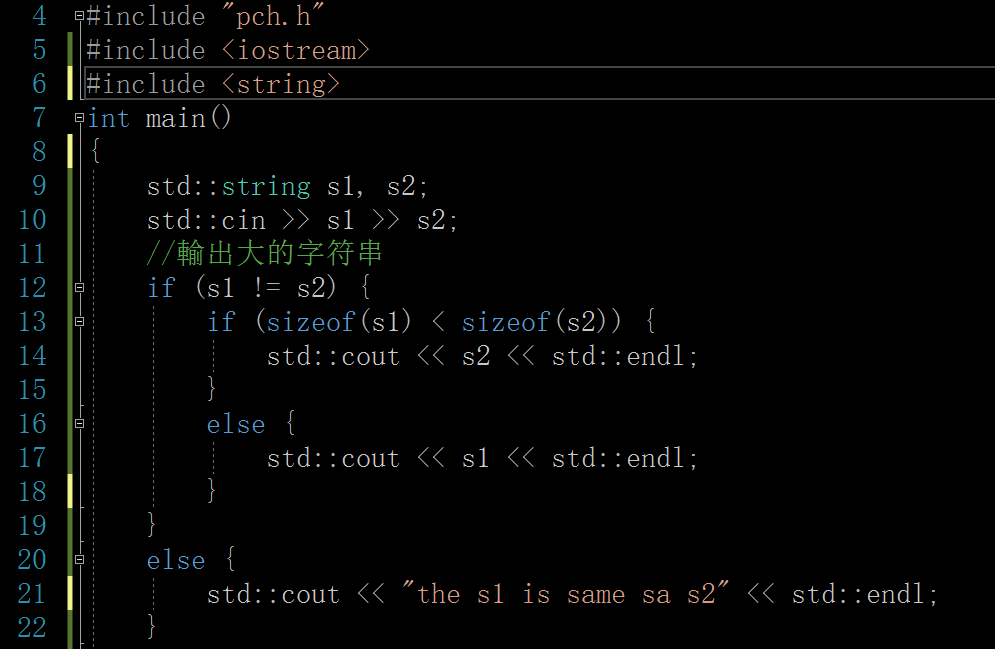 4 #include "pch.h"
5 #include <iostream>
6 #include <string>
7 int main()
8 {
9 std::string s1, s2;
10 std::cin >> s1 >> s2;
11 //輸出大的字符串
12 if (s1 != s2) {
13 if (sizeof(s1) < sizeof(s2)) {
14 std::cout << s2 << std::endl;
15 }
16 else {
17 std::cout << s1 << std::endl;
18 }
19 }
20 else {
21 std::cout << "the s1 is same sa s2" << std::endl;
22 }